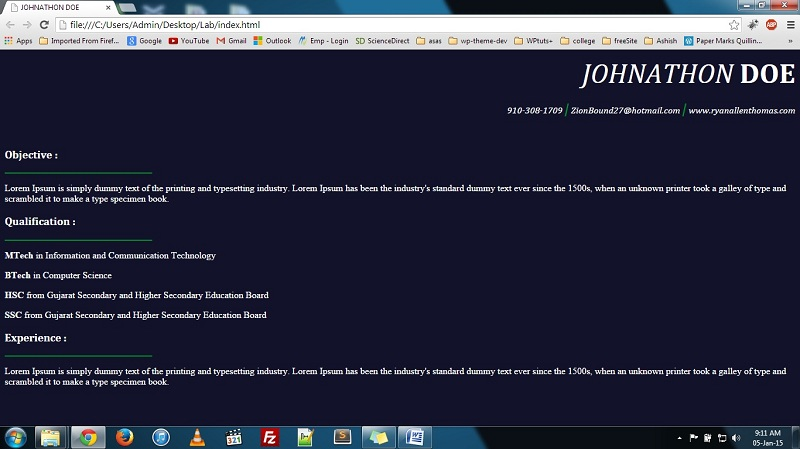 JOHNATHON DOE
file:///C:/Users/Admin/Desktop/Lab/index.html
Apps Imported From Firef... Google YouTube Gmail Outlook Emp - Login SD ScienceDirect asas wp-theme-dev WPtuts+ college freeSite Ashish Paper Marks Quillin... »
JOHNATHON DOE
910-308-1709 | ZionBound27@hotmail.com | www.ryanallenthomas.com
Objective :
Lorem Ipsum is simply dummy text of the printing and typesetting industry. Lorem Ipsum has been the industry's standard dummy text ever since the 1500s, when an unknown printer took a galley of type and
scrambled it to make a type specimen book.
Qualification :
MTech in Information and Communication Technology
BTech in Computer Science
HSC from Gujarat Secondary and Higher Secondary Education Board
SSC from Gujarat Secondary and Higher Secondary Education Board
Experience :
Lorem Ipsum is simply dummy text of the printing and typesetting industry. Lorem Ipsum has been the industry's standard dummy text ever since the 1500s, when an unknown printer took a galley of type and
scrambled it to make a type specimen book.
9:11 AM
05-Jan-15